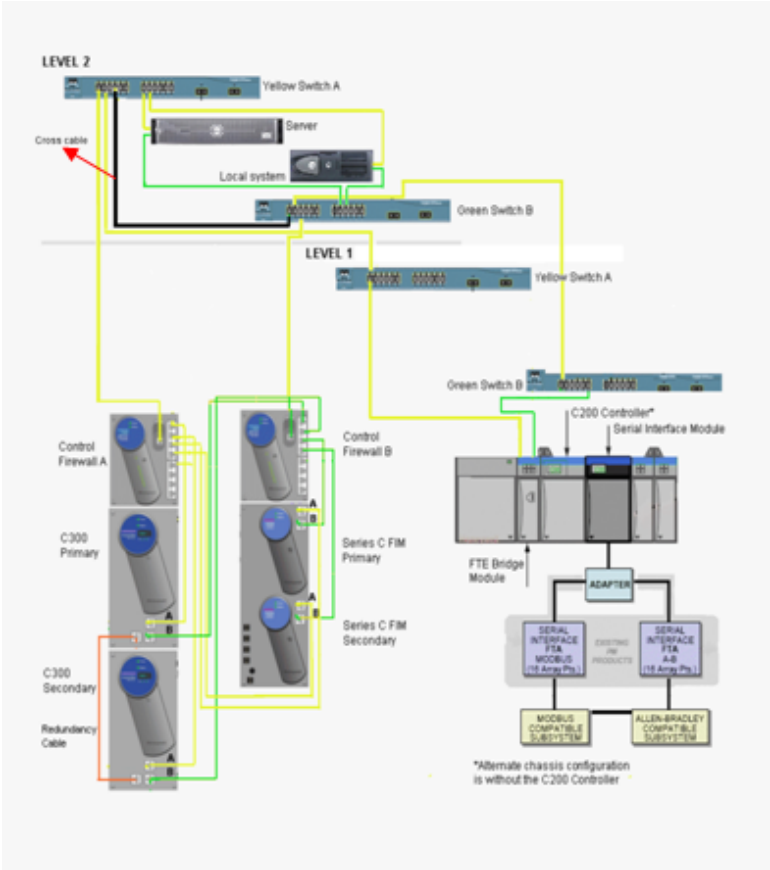 LEVEL 2
Yellow Switch A
Server
Cross cable
Local system
Green Switch B
LEVEL 1
Yellow Switch A
Green Switch B
C200 Controller*
Serial Interface Module
Control
Firewall A
Control
Firewall B
A
B
C300
Primary
Series C FIM
Primary
FTE Bridge
Module
ADAPTER
A
B
A
B
Series C FIM
Secondary
SERIAL
INTERFACE
FTA
MODBUS
(16 Array Pts.)
EXISTING
PM
PRODUCTS
SERIAL
INTERFACE
FTA
A-B
(16 Array Pts.)
C300
Secondary
Redundancy
Cable
MODBUS
COMPATIBLE
SUBSYSTEM
ALLEN-BRADLEY
COMPATIBLE
SUBSYSTEM
A
B
*Alternate chassis configuration
is without the C200 Controller